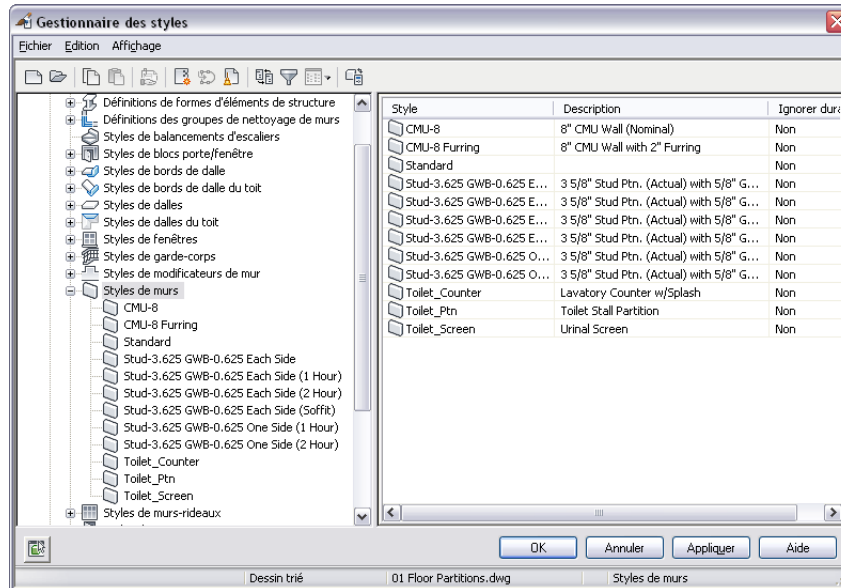 Gestionnaire des styles
Fichier Edition Affichage
Définitions de formes d'éléments de structure
Définitions des groupes de nettoyage de murs
Styles de balancements d'escaliers
Styles de blocs porte/fenêtre
Styles de bords de dalle
Styles de bords de dalle du toit
Styles de dalles
Styles de dalles du toit
Styles de fenêtres
Styles de garde-corps
Styles de modificateurs de mur
Styles de murs
CMU-8
CMU-8 Furring
Standard
Stud-3.625 GWB-0.625 Each Side
Stud-3.625 GWB-0.625 Each Side (1 Hour)
Stud-3.625 GWB-0.625 Each Side (2 Hour)
Stud-3.625 GWB-0.625 Each Side (Soffit)
Stud-3.625 GWB-0.625 One Side (1 Hour)
Stud-3.625 GWB-0.625 One Side (2 Hour)
Toilet_Counter
Toilet_Ptn
Toilet_Screen
Styles de murs-rideaux
Style Description Ignorer dura
CMU-8 8" CMU Wall (Nominal) Non
CMU-8 Furring 8" CMU Wall with 2" Furring Non
Standard Non
Stud-3.625 GWB-0.625 E... 3 5/8" Stud Ptn. (Actual) with 5/8" G... Non
Stud-3.625 GWB-0.625 E... 3 5/8" Stud Ptn. (Actual) with 5/8" G... Non
Stud-3.625 GWB-0.625 E... 3 5/8" Stud Ptn. (Actual) with 5/8" G... Non
Stud-3.625 GWB-0.625 E... 3 5/8" Stud Ptn. (Actual) with 5/8" G... Non
Stud-3.625 GWB-0.625 O... 3 5/8" Stud Ptn. (Actual) with 5/8" G... Non
Stud-3.625 GWB-0.625 O... 3 5/8" Stud Ptn. (Actual) with 5/8" G... Non
Toilet_Counter Lavatory Counter w/Splash Non
Toilet_Ptn Toilet Stall Partition Non
Toilet_Screen Urinal Screen Non
OK Annuler Appliquer Aide
Dessin trié 01 Floor Partitions.dwg Styles de murs